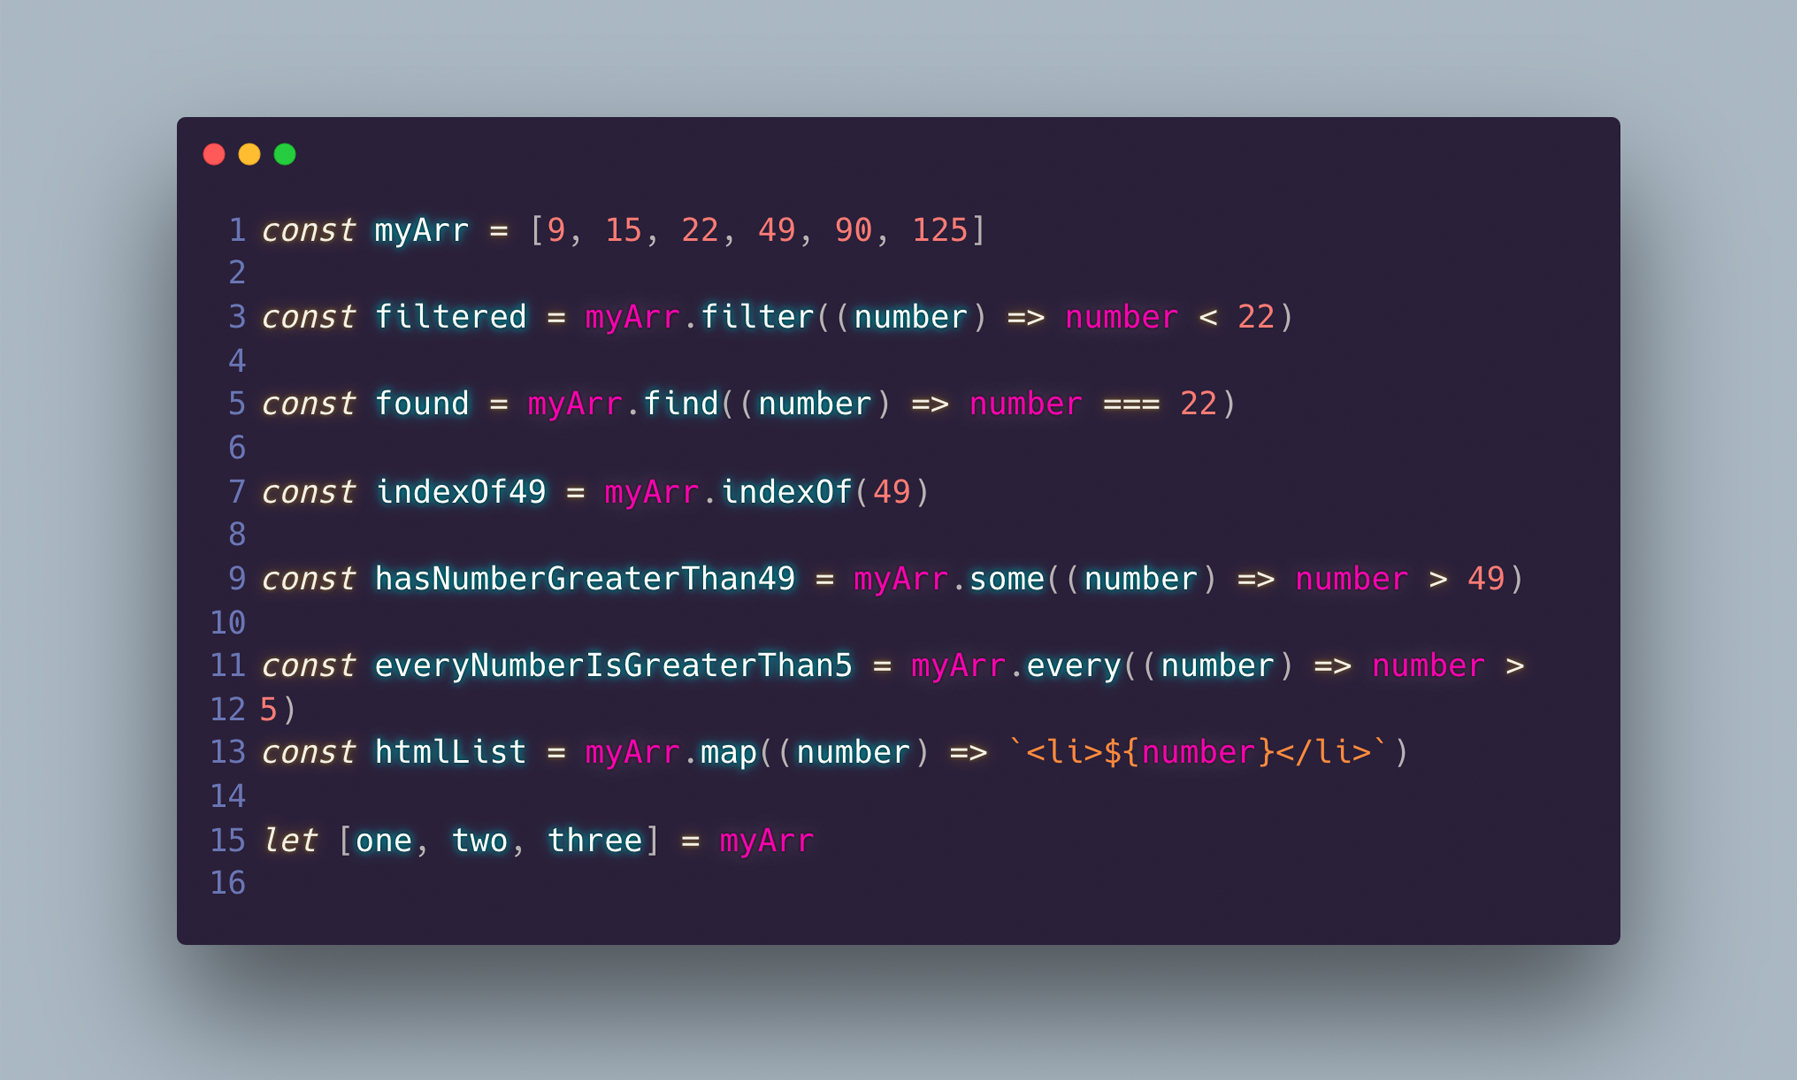 1 const myArr = [9, 15, 22, 49, 90, 125]
2
3 const filtered = myArr.filter((number) => number < 22)
4
5 const found = myArr.find((number) => number === 22)
6
7 const indexOf49 = myArr.indexOf(49)
8
9 const hasNumberGreaterThan49 = myArr.some((number) => number > 49)
10
11 const everyNumberIsGreaterThan5 = myArr.every((number) => number >
12 5)
13 const htmlList = myArr.map((number) => `<li>${number}</li>`)
14
15 let [one, two, three] = myArr
16